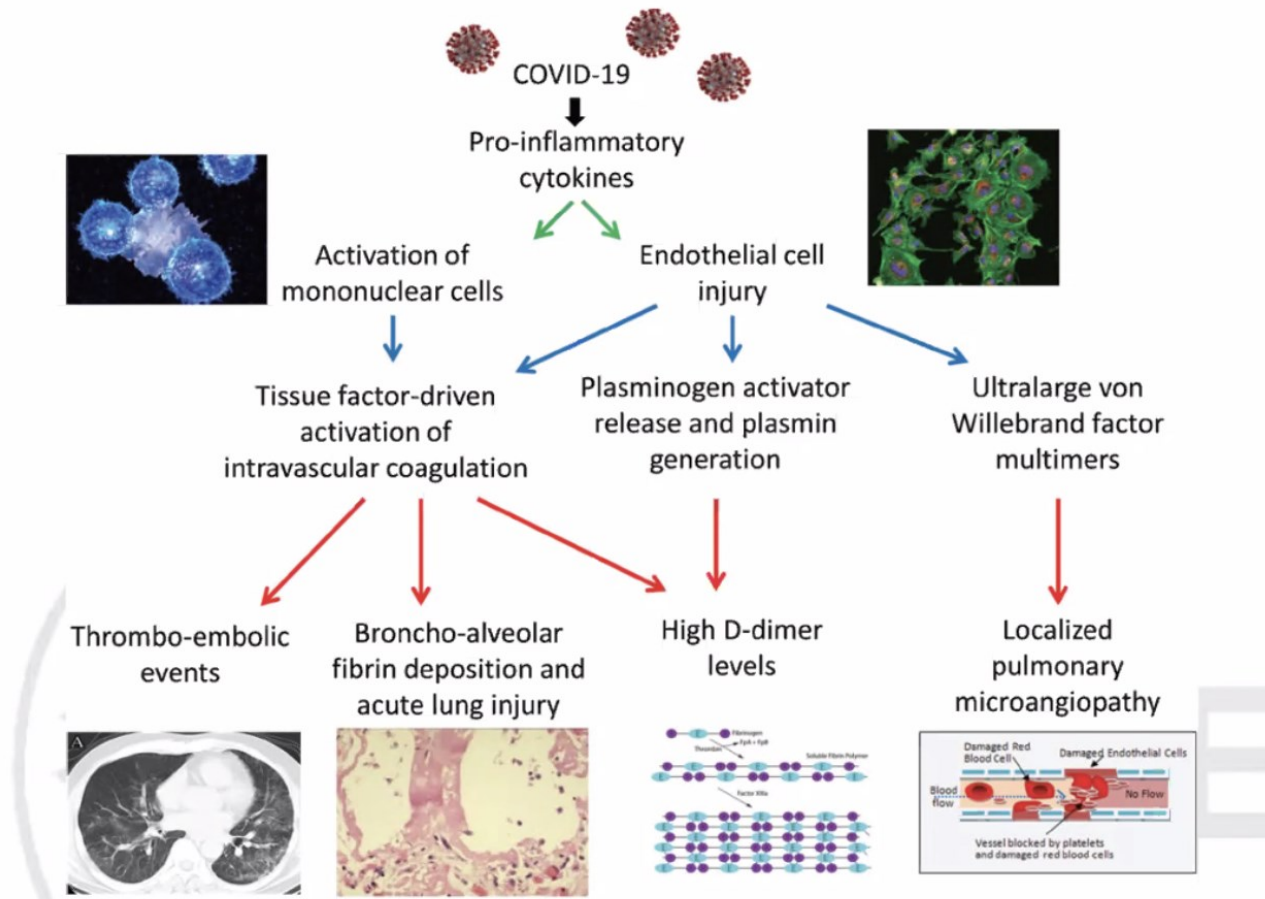 COVID-19
Pro-inflammatory
cytokines
Activation of
mononuclear cells
Endothelial cell
injury
Tissue factor-driven
activation of
intravascular coagulation
Plasminogen activator
release and plasmin
generation
Ultralarge von
Willebrand factor
multimers
Thrombo-embolic
events
Broncho-alveolar
fibrin deposition and
acute lung injury
High D-dimer
levels
Localized
pulmonary
microangiopathy
A
Fibrinogen
Thrombin
FpA + FpB
Soluble Fibrin Polymer
Factor XIIIa
Damaged Red
Blood Cell
Damaged Endothelial Cells
Blood
flow
No Flow
Vessel blocked by platelets
and damaged red blood cells
E